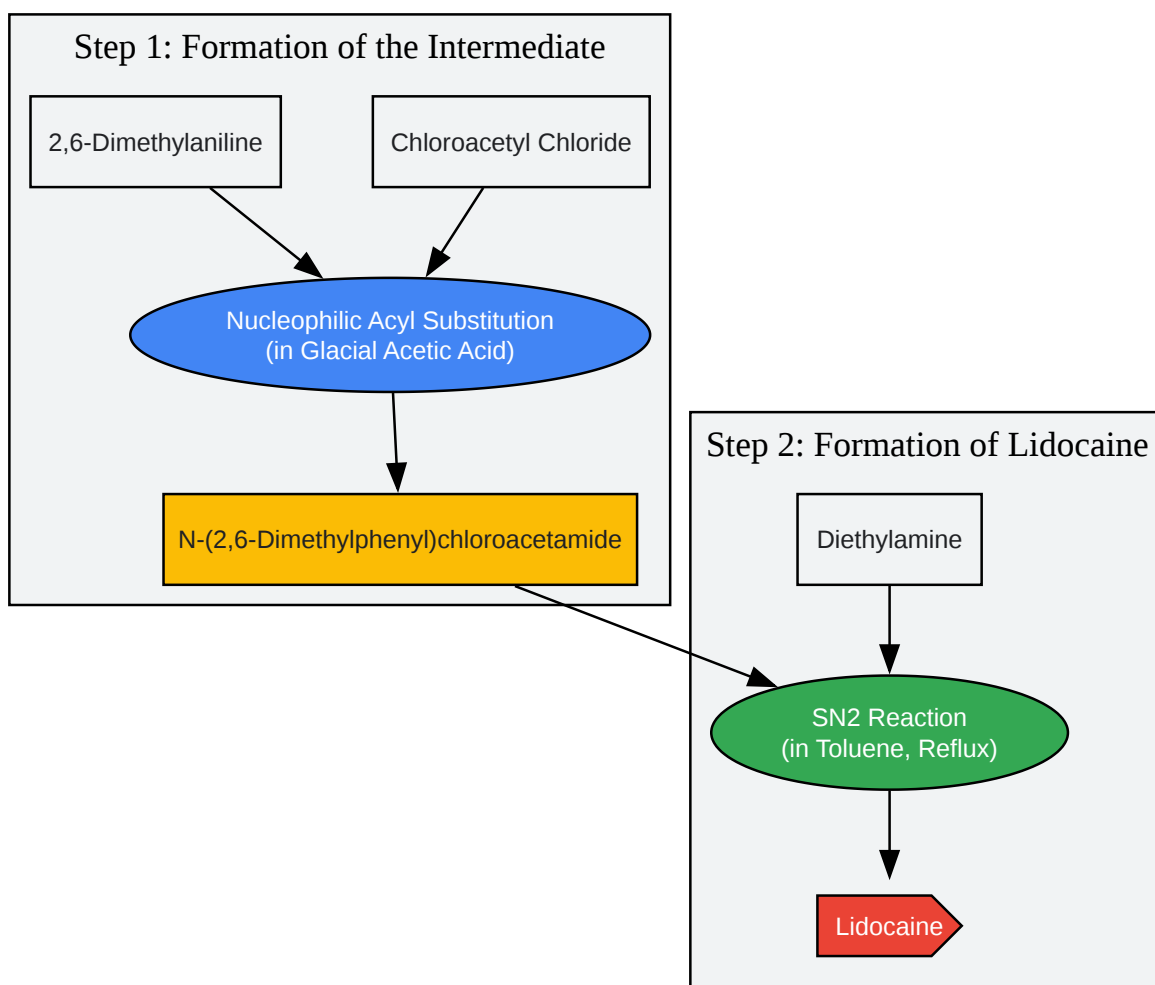 Step 1: Formation of the Intermediate
2,6-Dimethylaniline
Chloroacetyl Chloride
Nucleophilic Acyl Substitution
(in Glacial Acetic Acid)
N-(2,6-Dimethylphenyl)chloroacetamide
Step 2: Formation of Lidocaine
Diethylamine
SN2 Reaction
(in Toluene, Reflux)
Lidocaine